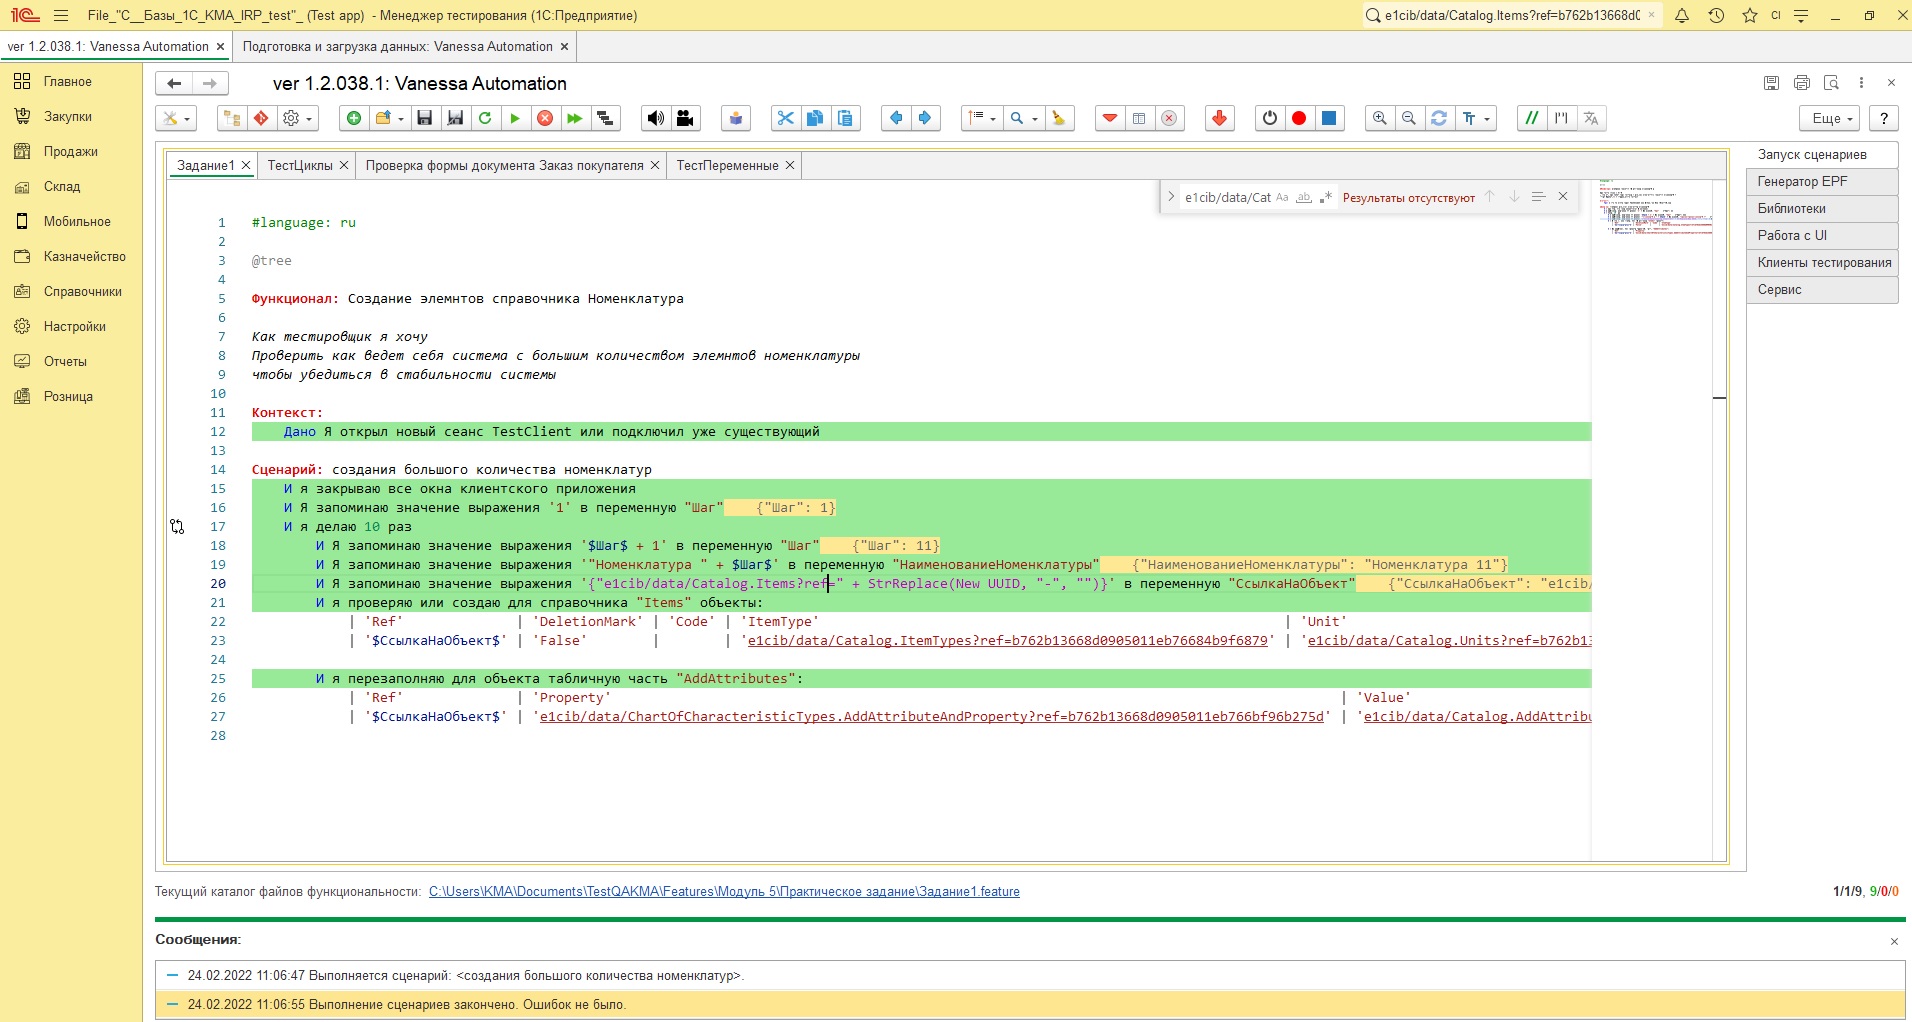 File_"C__Базы_1C_KMA_IRP_test"_ (Test app) - Менеджер тестирования (1С:Предприятие)
e1cib/data/Catalog.Items?ref=b762b13668d0
ver 1.2.038.1: Vanessa Automation
Подготовка и загрузка данных: Vanessa Automation
Главное
Закупки
Продажи
Склад
Мобильное
Казначейство
Справочники
Настройки
Отчеты
Розница
ver 1.2.038.1: Vanessa Automation
Еще
?
Задание1
ТестЦиклы
Проверка формы документа Заказ покупателя
ТестПеременные
e1cib/data/Cat Aa ab Результаты отсутствуют
Запуск сценариев
Генератор EPF
Библиотеки
Работа с UI
Клиенты тестирования
Сервис
1 #language: ru
2
3 @tree
4
5 Функционал: Создание элемнтов справочника Номенклатура
6
7 Как тестировщик я хочу
8 Проверить как ведет себя система с большим количеством элемнтов номенклатуры
9 чтобы убедиться в стабильности системы
10
11 Контекст:
12 Дано Я открыл новый сеанс TestClient или подключил уже существующий
13
14 Сценарий: создания большого количества номенклатур
15 И я закрываю все окна клиентского приложения
16 И Я запоминаю значение выражения '1' в переменную "Шаг" {"Шаг": 1}
17 И я делаю 10 раз
18 И Я запоминаю значение выражения '$Шаг$ + 1' в переменную "Шаг" {"Шаг": 11}
19 И Я запоминаю значение выражения '"Номенклатура " + $Шаг$' в переменную "НаименованиеНоменклатуры" {"НаименованиеНоменклатуры": "Номенклатура 11"}
20 И Я запоминаю значение выражения '{"e1cib/data/Catalog.Items?ref=" + StrReplace(New UUID, "-", "")}' в переменную "СсылкаНаОбъект" {"СсылкаНаОбъект": "e1cib/
21 И я проверяю или создаю для справочника "Items" объекты:
22 | 'Ref' | 'DeletionMark' | 'Code' | 'ItemType' | 'Unit'
23 | '$СсылкаНаОбъект$' | 'False' | | 'e1cib/data/Catalog.ItemTypes?ref=b762b13668d0905011eb76684b9f6879' | 'e1cib/data/Catalog.Units?ref=b762b13
24
25 И я перезаполняю для объекта табличную часть "AddAttributes":
26 | 'Ref' | 'Property' | 'Value'
27 | '$СсылкаНаОбъект$' | 'e1cib/data/ChartOfCharacteristicTypes.AddAttributeAndProperty?ref=b762b13668d0905011eb766bf96b275d' | 'e1cib/data/Catalog.AddAttribu
28
Текущий каталог файлов функциональности: C:\Users\KMA\Documents\TestQAKMA\Features\Модуль 5\Практическое задание\Задание1.feature
1/1/9, 9/0/0
Сообщения:
24.02.2022 11:06:47 Выполняется сценарий: <создания большого количества номенклатур>.
24.02.2022 11:06:55 Выполнение сценариев закончено. Ошибок не было.